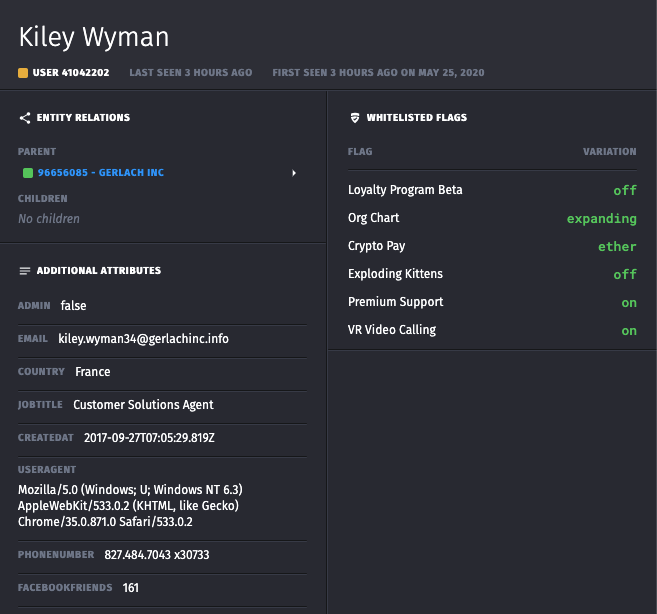 Kiley Wyman
USER 41042202 LAST SEEN 3 HOURS AGO FIRST SEEN 3 HOURS AGO ON MAY 25, 2020
ENTITY RELATIONS
PARENT
96656085 - GERLACH INC
CHILDREN
No children
ADDITIONAL ATTRIBUTES
ADMIN false
EMAIL kiley.wyman34@gerlachinc.info
COUNTRY France
JOBTITLE Customer Solutions Agent
CREATEDAT 2017-09-27T07:05:29.819Z
USERAGENT
Mozilla/5.0 (Windows; U; Windows NT 6.3)
AppleWebKit/533.0.2 (KHTML, like Gecko)
Chrome/35.0.871.0 Safari/533.0.2
PHONENUMBER 827.484.7043 x30733
FACEBOOKFRIENDS 161
WHITELISTED FLAGS
FLAG VARIATION
Loyalty Program Beta off
Org Chart expanding
Crypto Pay ether
Exploding Kittens off
Premium Support on
VR Video Calling on